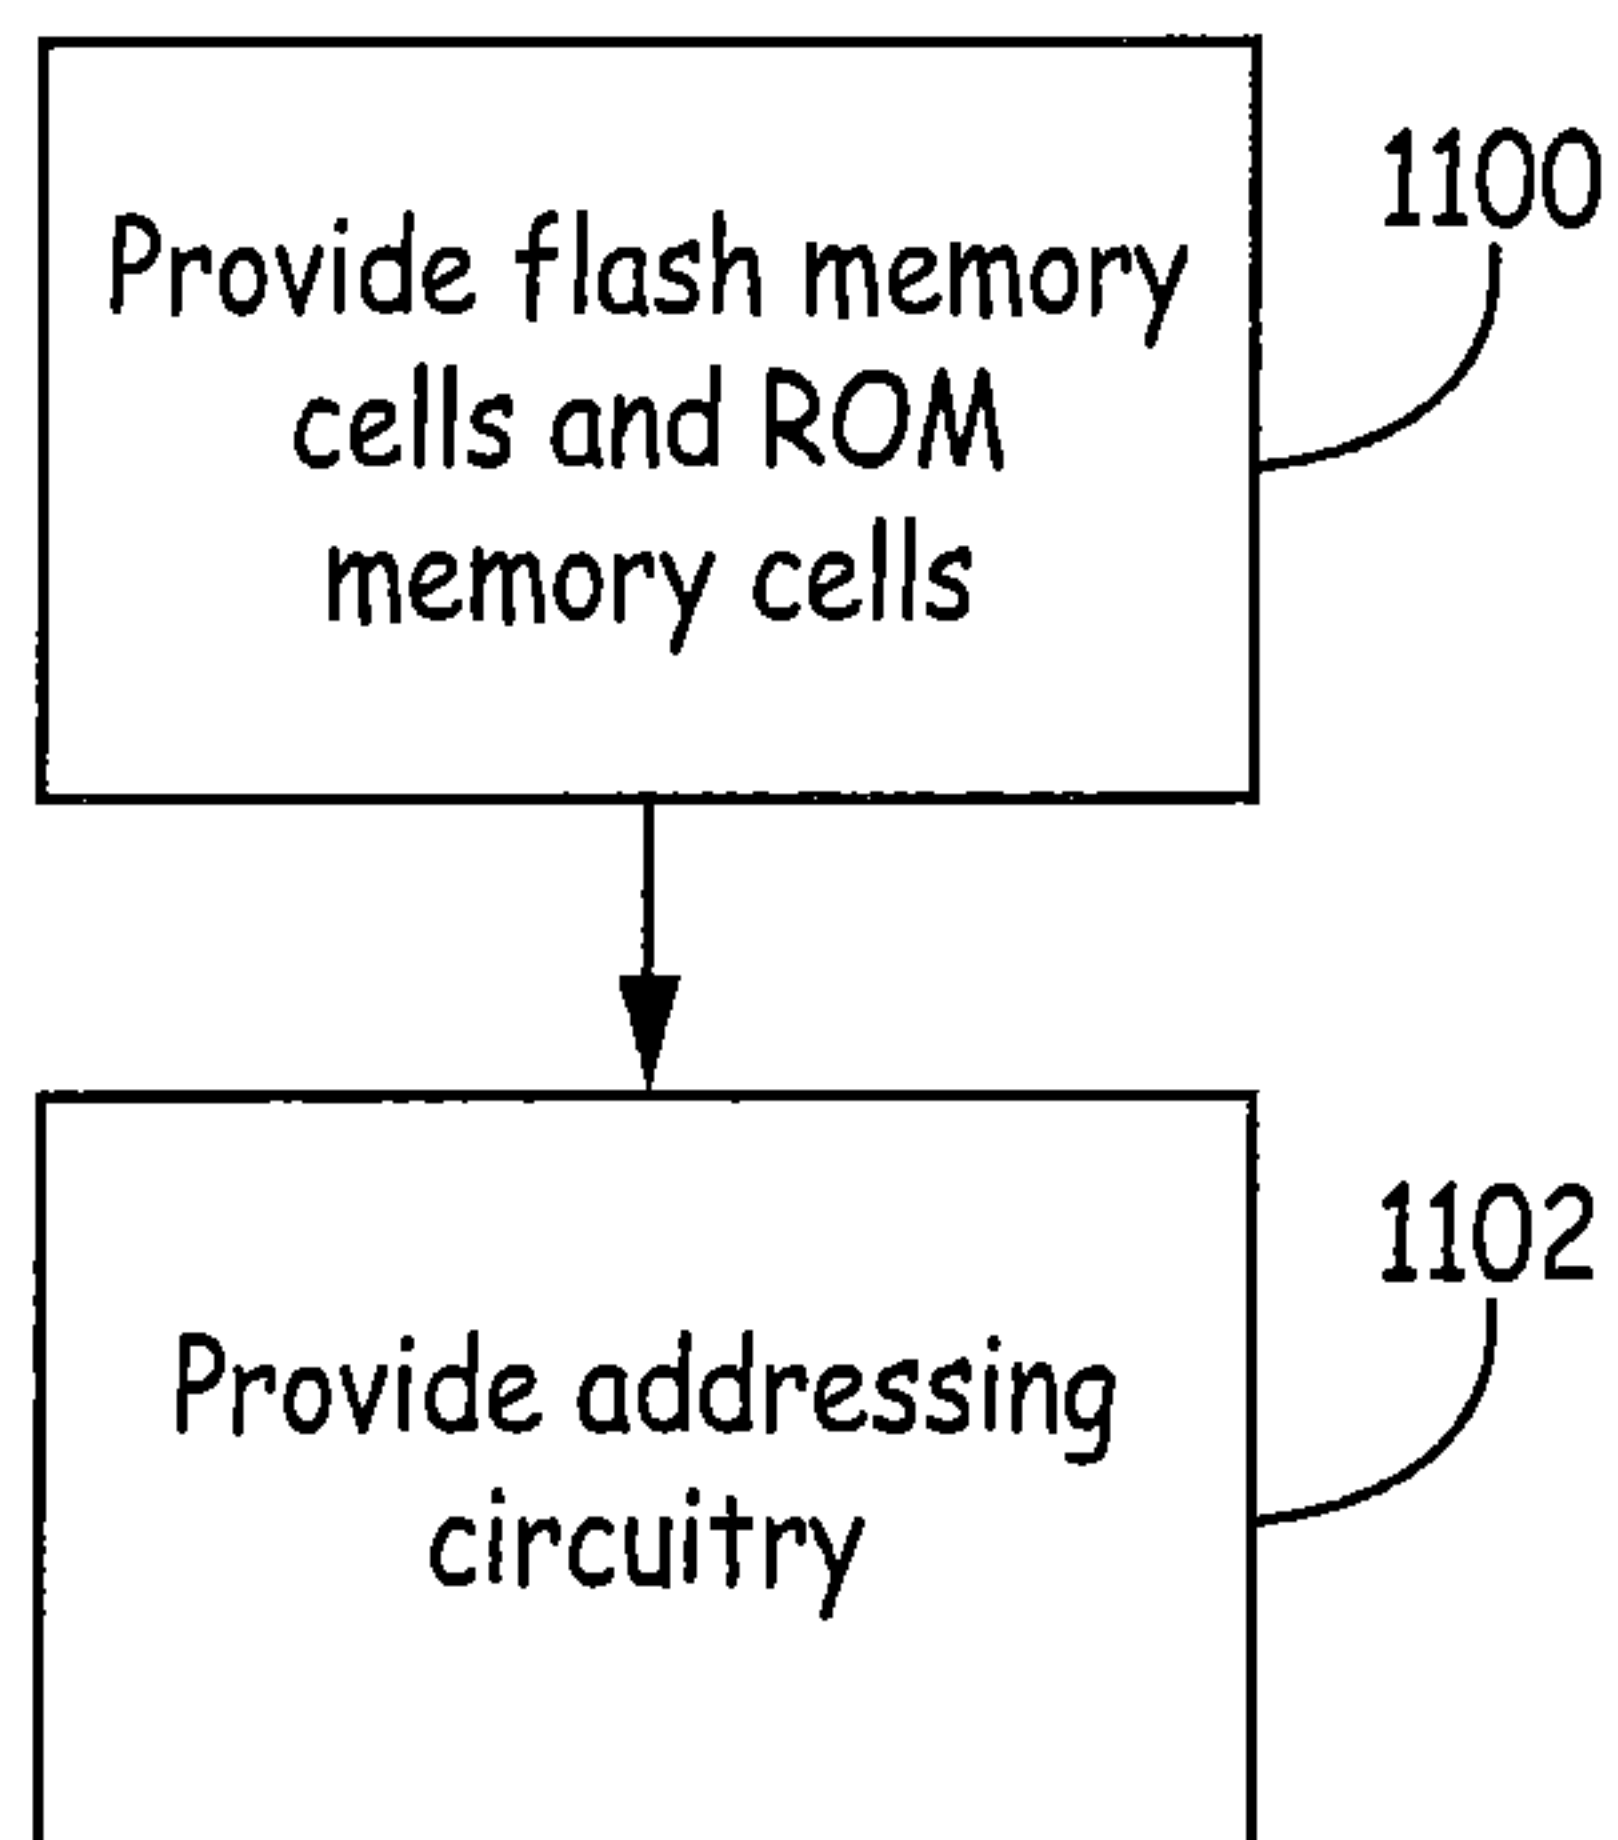 1100
Provide flash memory
cells and ROM
memory cells
1102
Provide addressing
circuitry